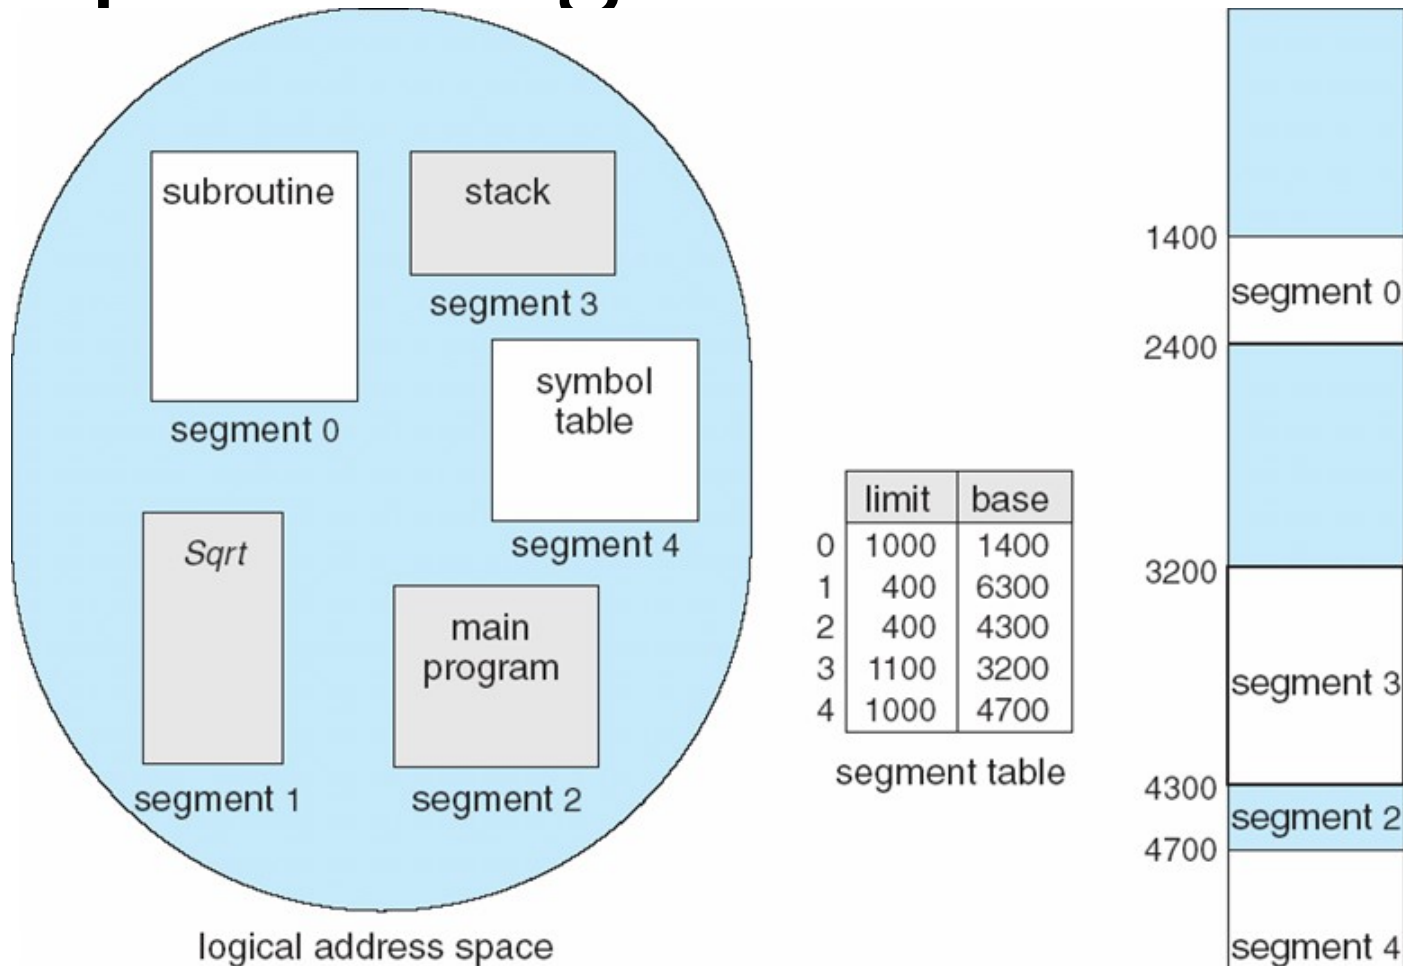 subroutine
stack
segment 3
symbol
table
segment 0
Sqrt
segment 4
main
program
segment 1
segment 2
logical address space
limit base
0 1000 1400
1 400 6300
2 400 4300
3 1100 3200
4 1000 4700
segment table
1400
segment 0
2400
3200
segment 3
4300
segment 2
4700
segment 4